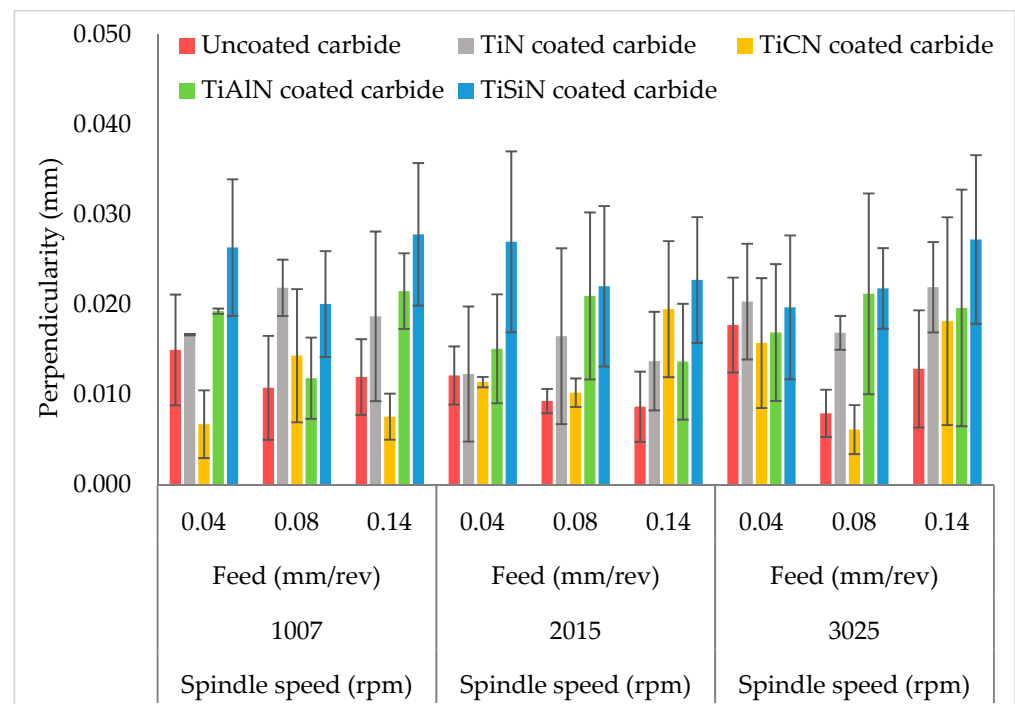 0.050
Uncoated carbide TiN coated carbide TiCN coated carbide
TiAlN coated carbide TiSiN coated carbide
0.040
0.030
0.020
0.010
0.000
Perpendicularity (mm)
0.04 0.08 0.14 0.04 0.08 0.14 0.04 0.08 0.14
Feed (mm/rev) Feed (mm/rev) Feed (mm/rev)
1007 2015 3025
Spindle speed (rpm) Spindle speed (rpm) Spindle speed (rpm)